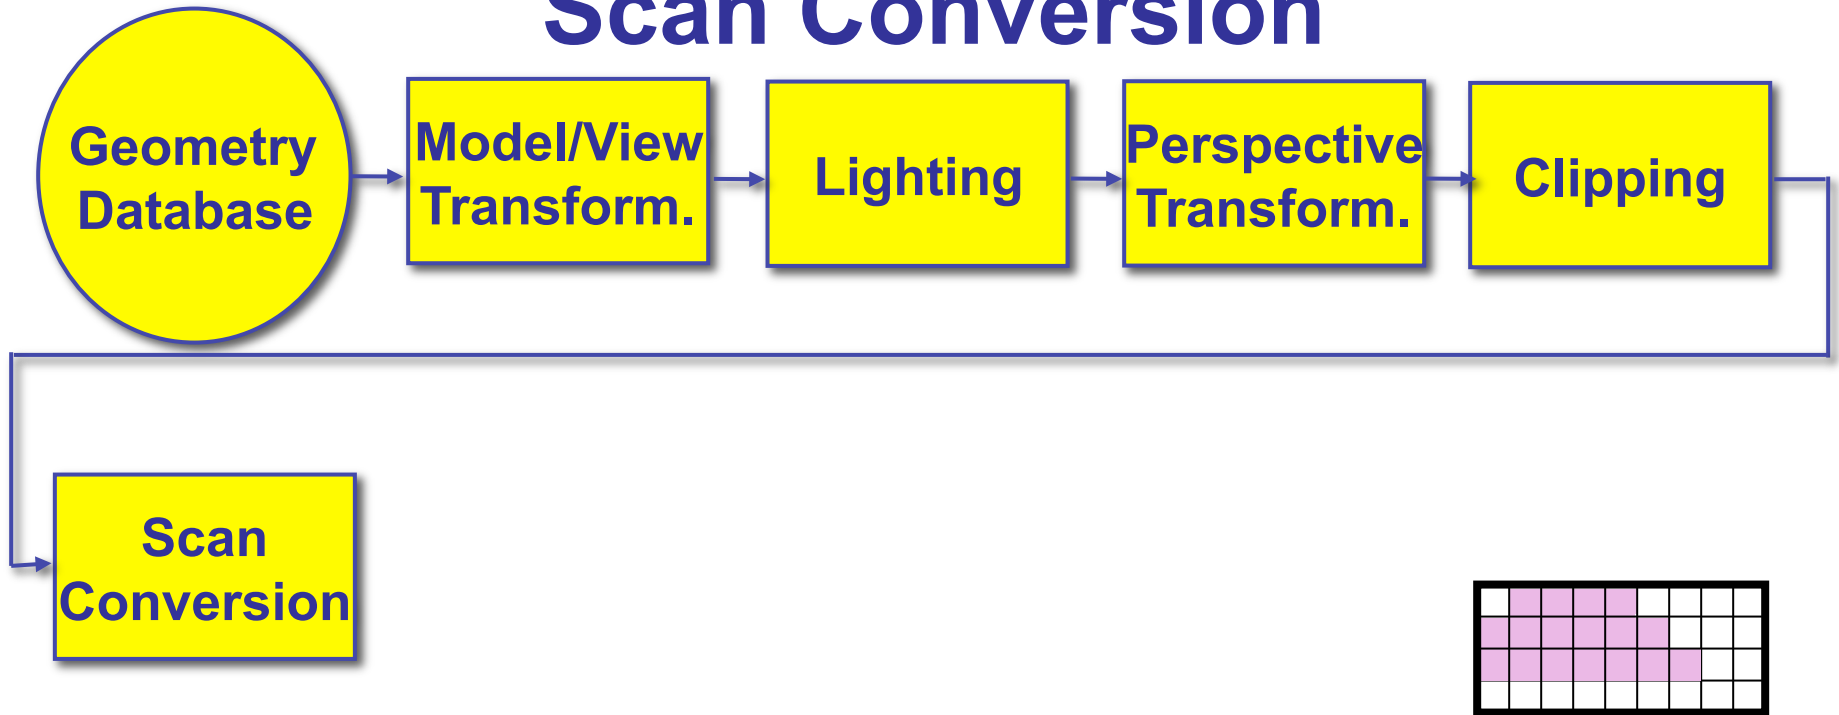 Scan Conversion
Geometry
Database
Model/View
Transform.
Lighting
Perspective
Transform.
Clipping
Scan
Conversion